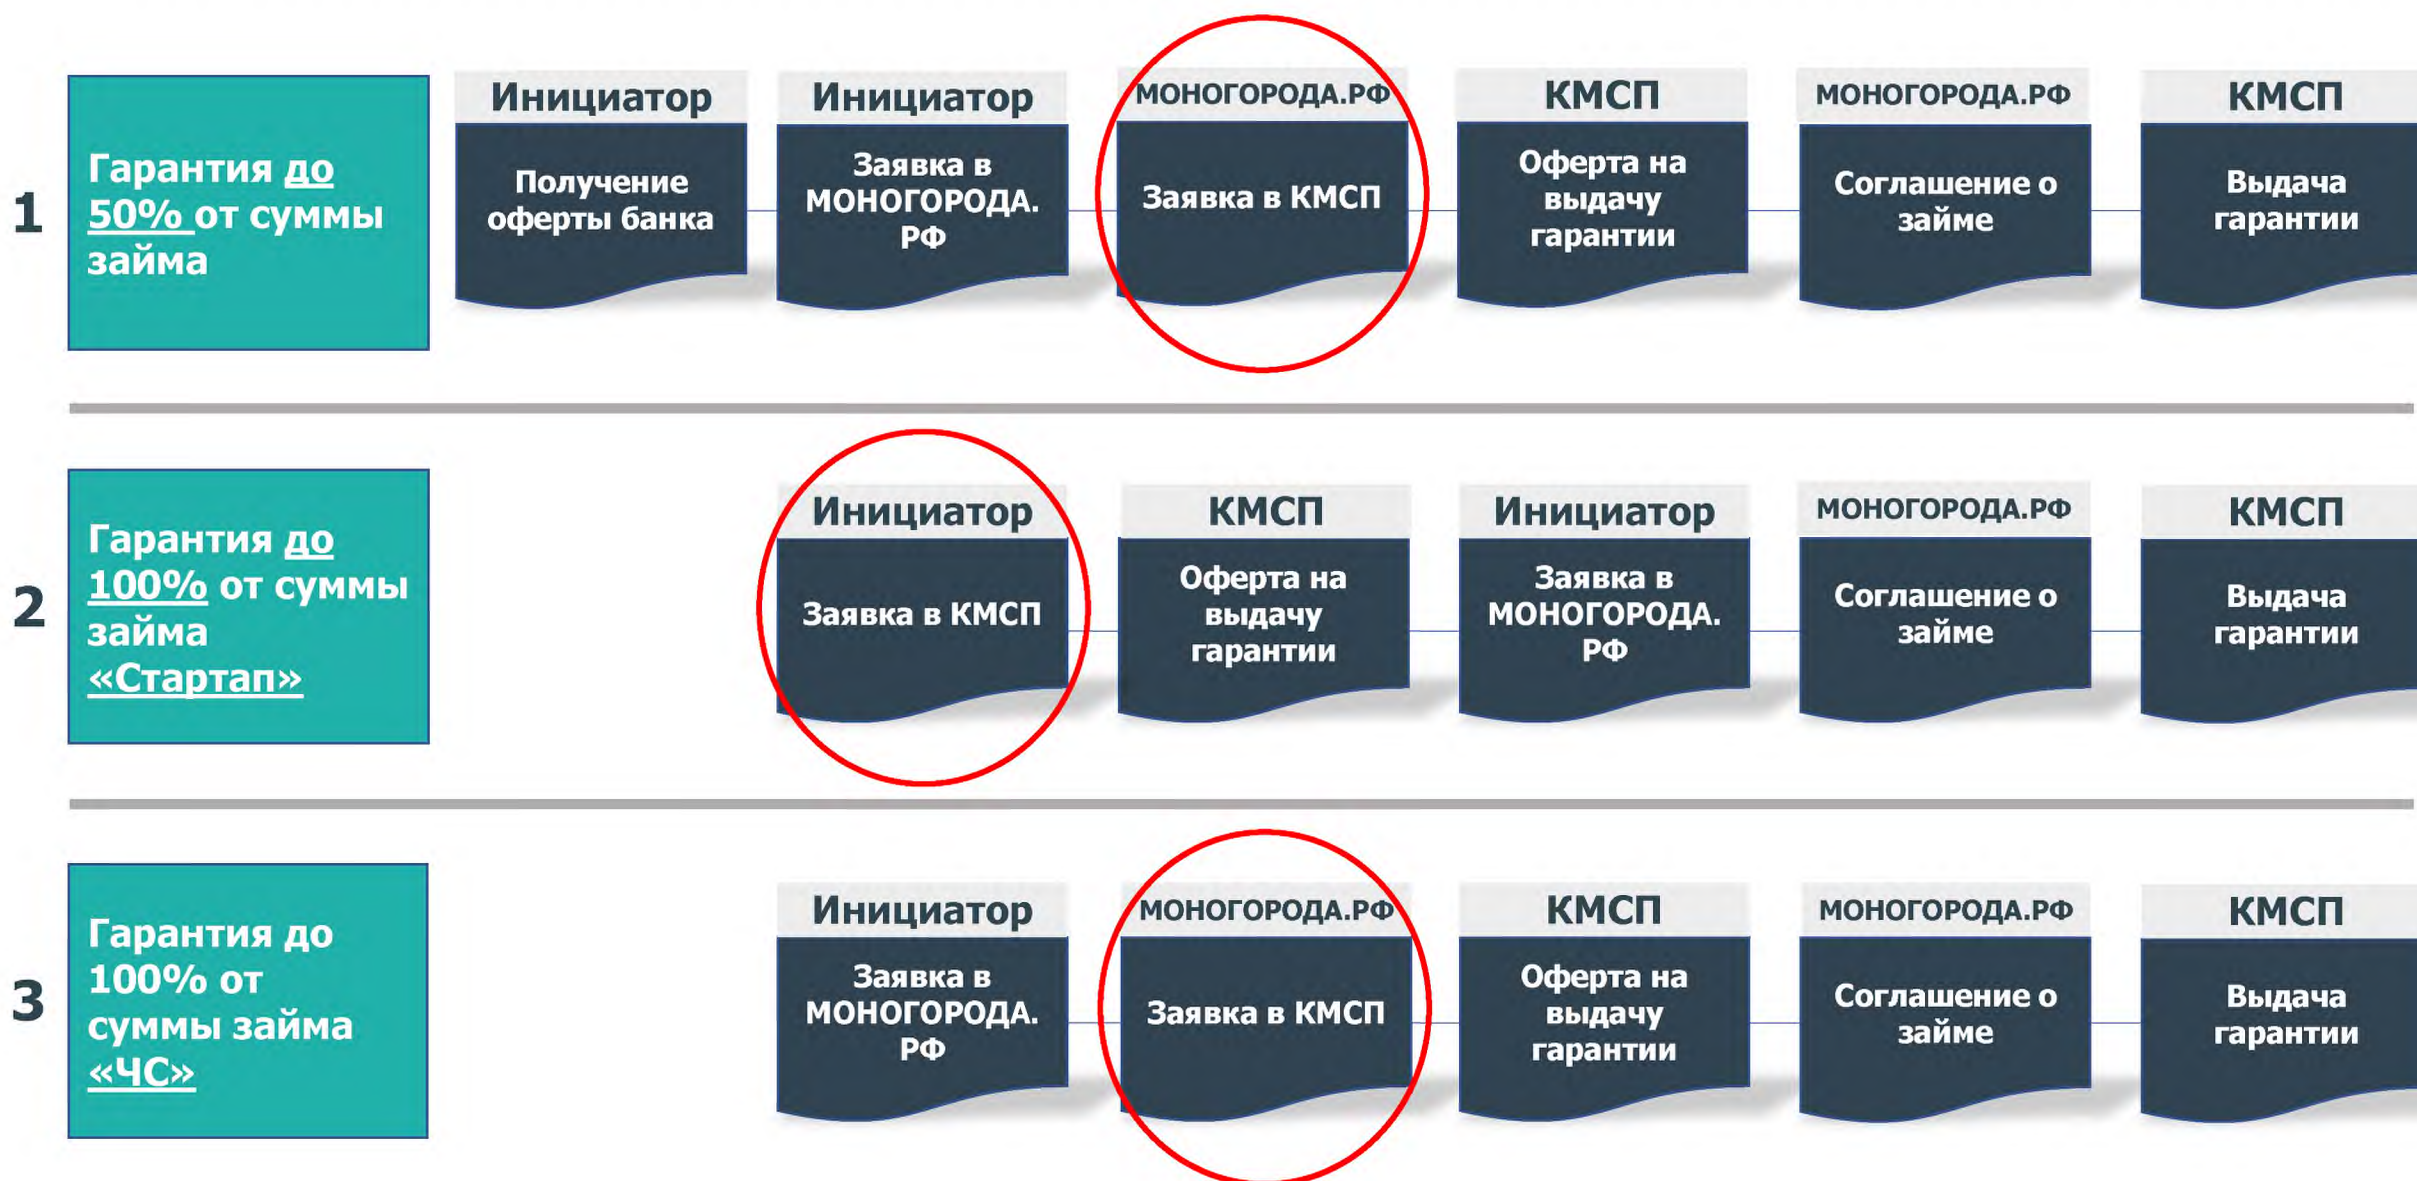 1
Гарантия до
50% от суммы
займа
Инициатор
Получение
оферты банка
Инициатор
Заявка в
МОНОГОРОДА.
РФ
МОНОГОРОДА.РФ
Заявка в КМСП
КМСП
Оферта на
выдачу
гарантии
МОНОГОРОДА.РФ
Соглашение о
займе
КМСП
Выдача
гарантии
2
Гарантия до
100% от суммы
займа
«Стартап»
Инициатор
Заявка в КМСП
КМСП
Оферта на
выдачу
гарантии
Инициатор
Заявка в
МОНОГОРОДА.
РФ
МОНОГОРОДА.РФ
Соглашение о
займе
КМСП
Выдача
гарантии
3
Гарантия до
100% от
суммы займа
«ЧС»
Инициатор
Заявка в
МОНОГОРОДА.
РФ
МОНОГОРОДА.РФ
Заявка в КМСП
КМСП
Оферта на
выдачу
гарантии
МОНОГОРОДА.РФ
Соглашение о
займе
КМСП
Выдача
гарантии